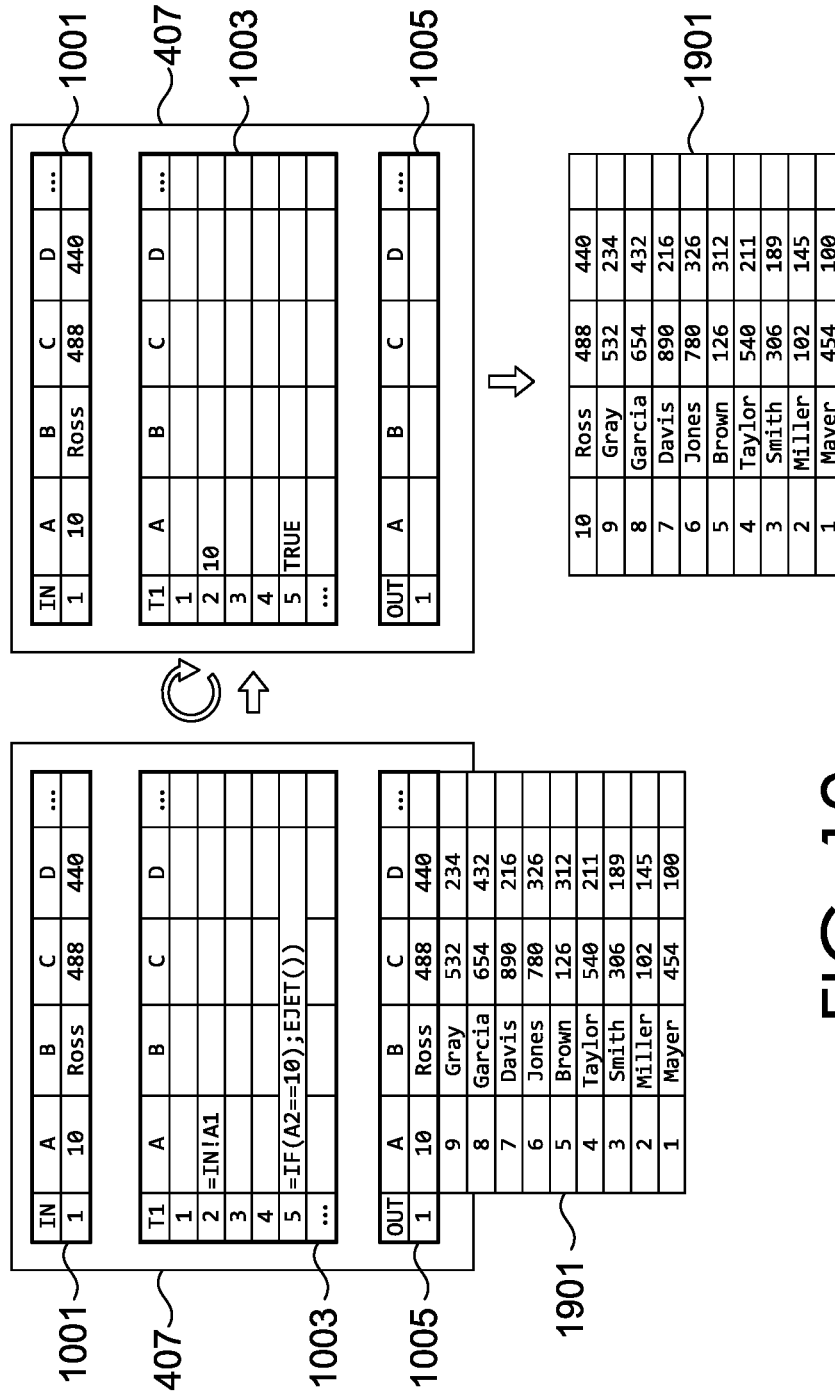 1001
IN A B C D ...
1 10 Ross 488 440
407
T1 A B C D ...
1
2 =IN!A1
3
4
5 =IF(A2==10);EJET())
...
1003
OUT A B C D ...
1 10 Ross 488 440
1005
9 Gray 532 234
8 Garcia 654 432
7 Davis 890 216
6 Jones 780 326
5 Brown 126 312
4 Taylor 540 211
3 Smith 306 189
2 Miller 102 145
1 Mayer 454 100
1901
IN A B C D ...
1 10 Ross 488 440
1001
407
T1 A B C D ...
1
2 10
3
4
5 TRUE
...
1003
OUT A B C D ...
1
1005
10 Ross 488 440
9 Gray 532 234
8 Garcia 654 432
7 Davis 890 216
6 Jones 780 326
5 Brown 126 312
4 Taylor 540 211
3 Smith 306 189
2 Miller 102 145
1 Mayer 454 100
1901